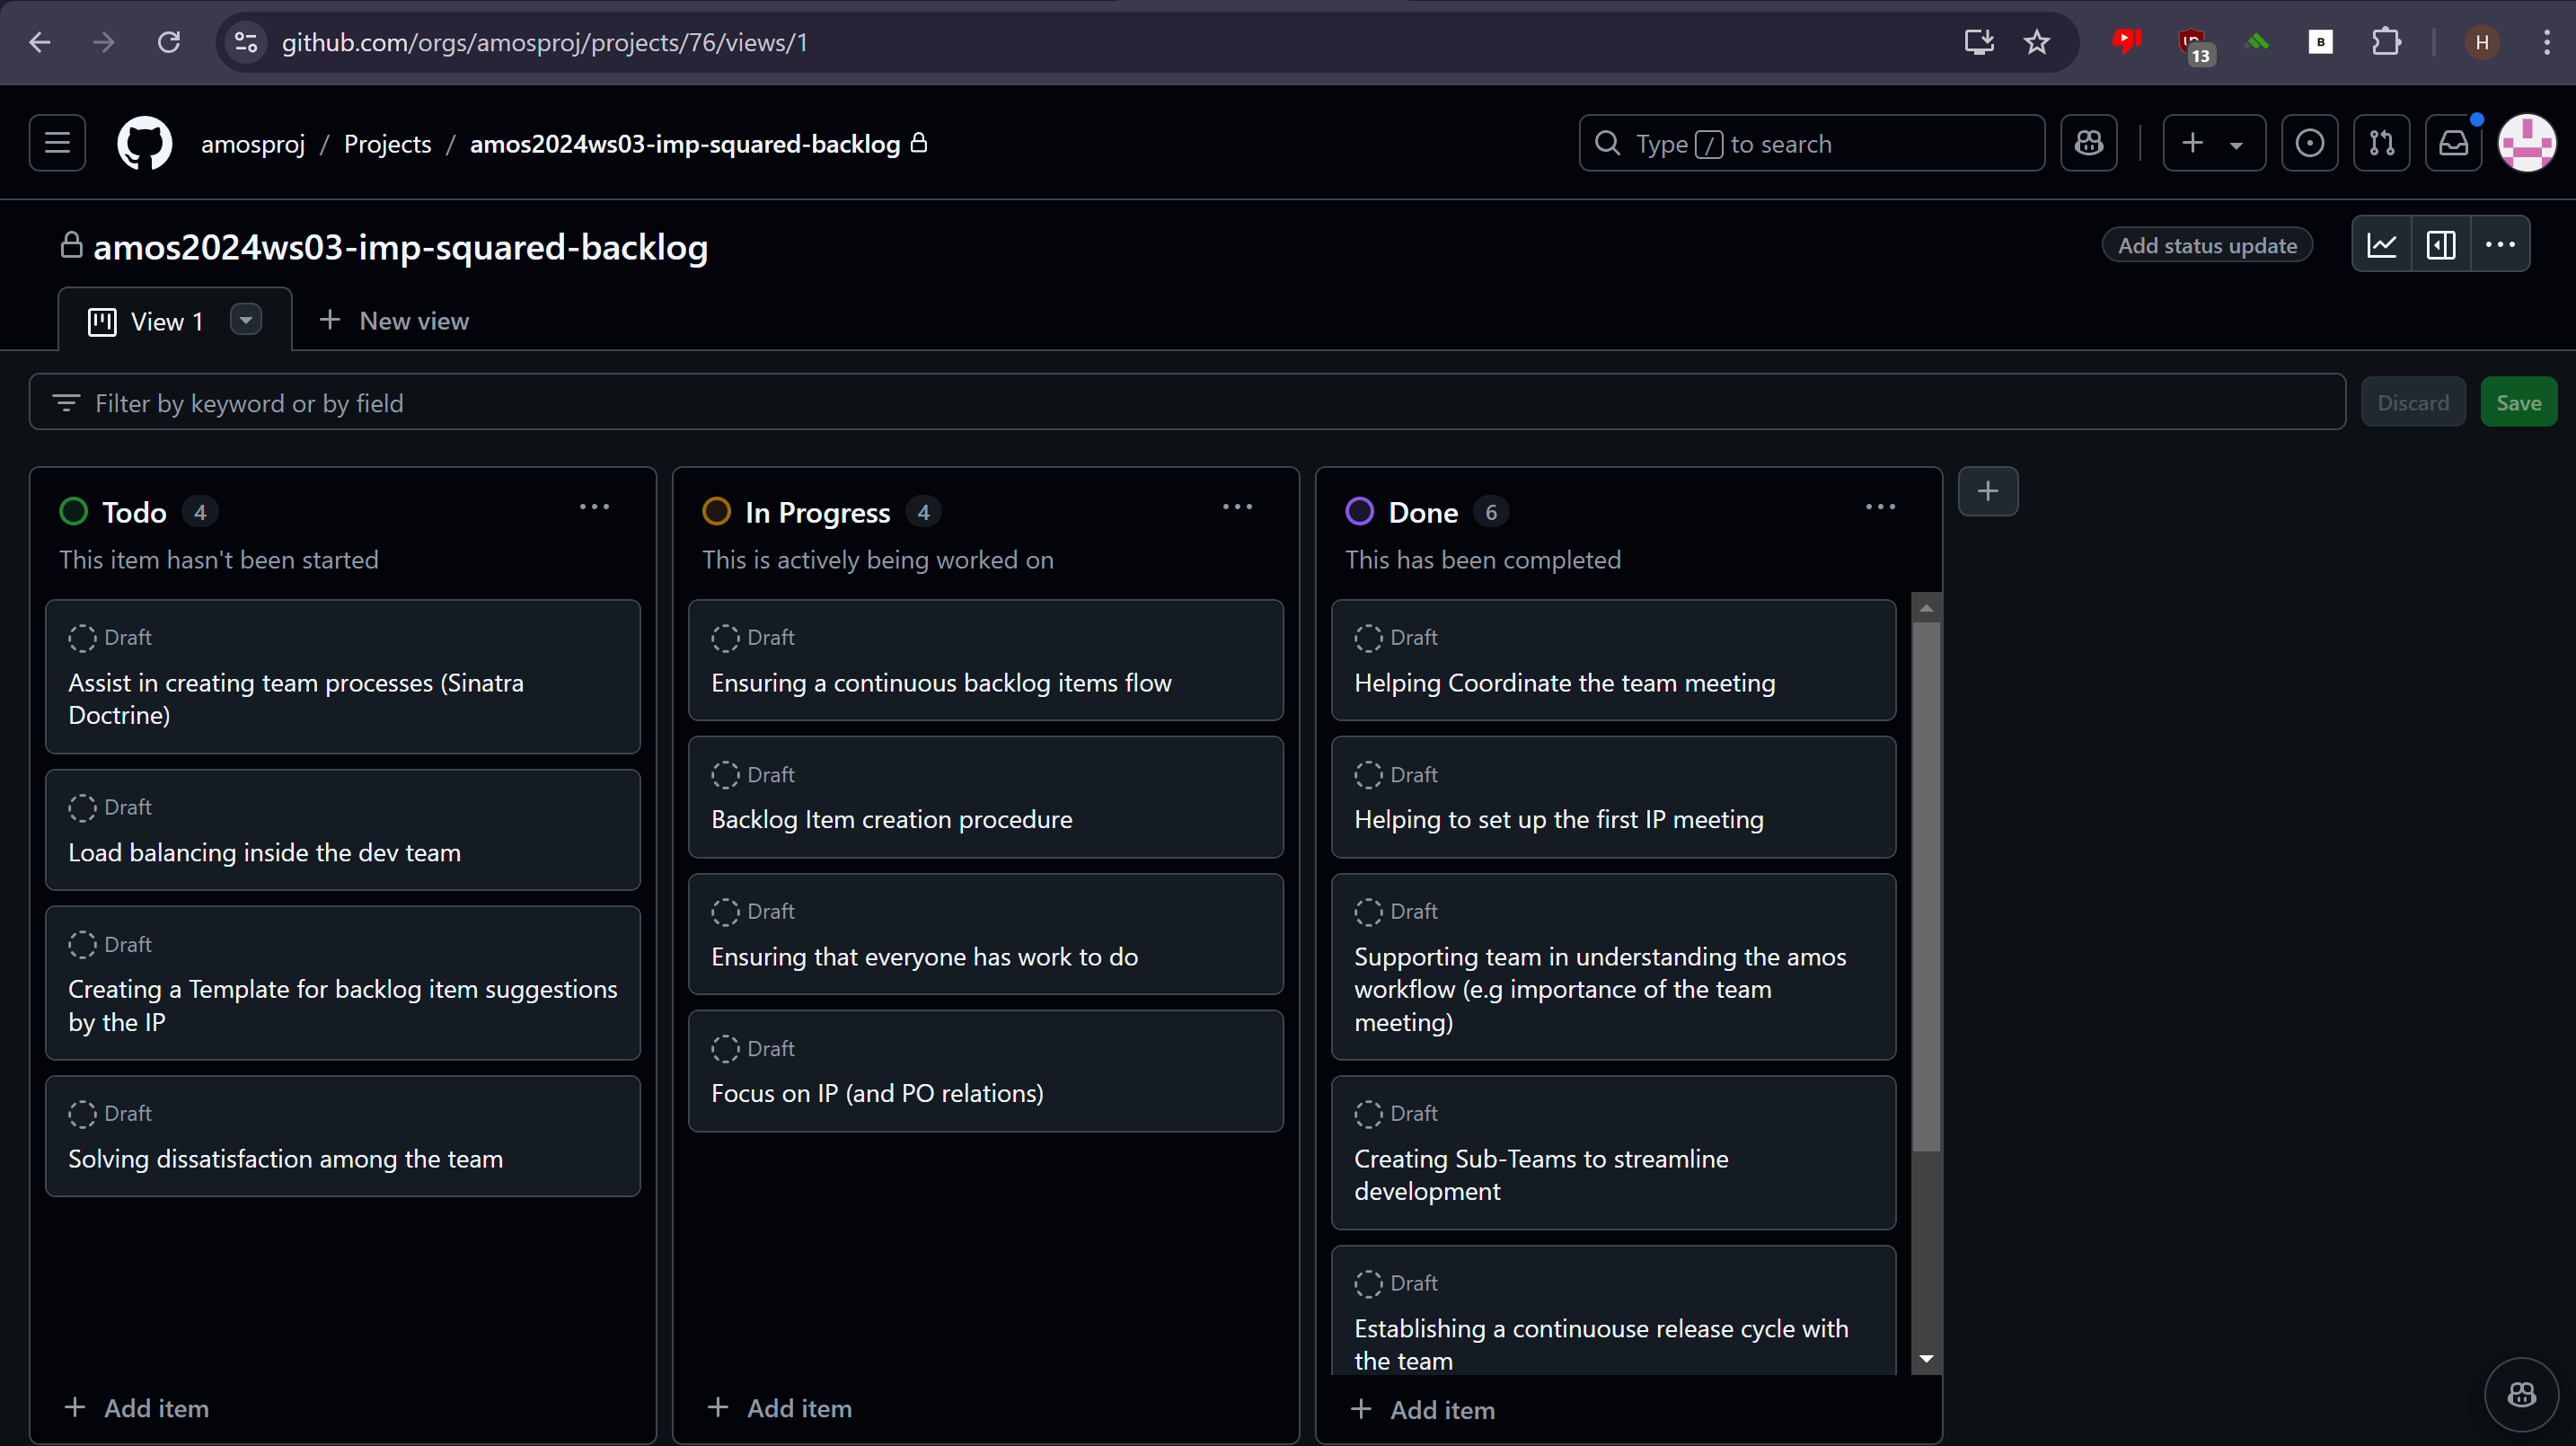 github.com/orgs/amosproj/projects/76/views/1
13
B
H
amosproj / Projects / amos2024ws03-imp-squared-backlog
Type / to search
amos2024ws03-imp-squared-backlog
Add status update
View 1
New view
Filter by keyword or by field
Discard
Save
Todo 4
This item hasn't been started
Draft
Assist in creating team processes (Sinatra
Doctrine)
Draft
Load balancing inside the dev team
Draft
Creating a Template for backlog item suggestions
by the IP
Draft
Solving dissatisfaction among the team
+ Add item
In Progress 4
This is actively being worked on
Draft
Ensuring a continuous backlog items flow
Draft
Backlog Item creation procedure
Draft
Ensuring that everyone has work to do
Draft
Focus on IP (and PO relations)
+ Add item
Done 6
This has been completed
Draft
Helping Coordinate the team meeting
Draft
Helping to set up the first IP meeting
Draft
Supporting team in understanding the amos
workflow (e.g importance of the team
meeting)
Draft
Creating Sub-Teams to streamline
development
Draft
Establishing a continuouse release cycle with
the team
+ Add item